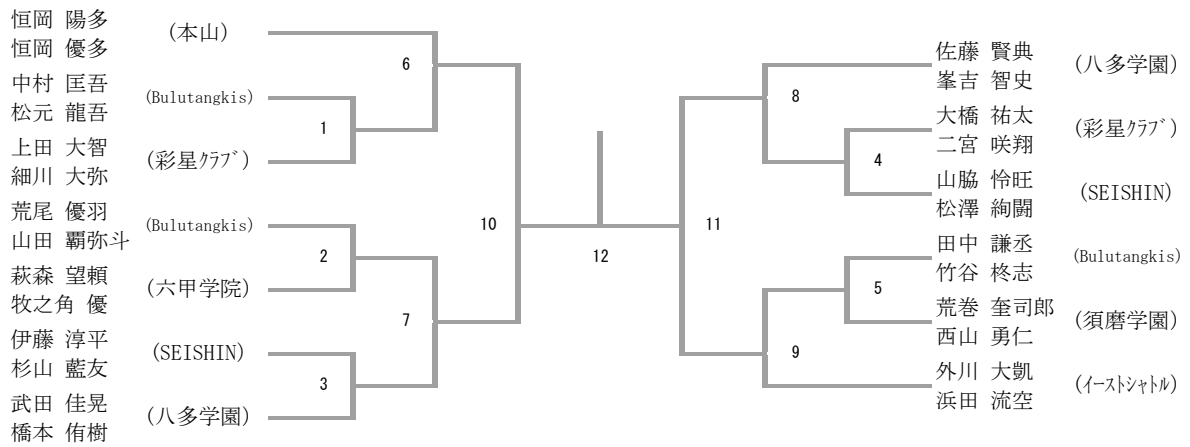 恒岡 陽多
恒岡 優多
(本山)
中村 匡吾
松元 龍吾
(Bulutangkis)
上田 大智
細川 大弥
(彩星ｸﾗﾌﾞ)
荒尾 優羽
山田 覇弥斗
(Bulutangkis)
萩森 望頼
牧之角 優
(六甲学院)
伊藤 淳平
杉山 藍友
(SEISHIN)
武田 佳晃
橋本 侑樹
(八多学園)
6
1
2
7
3
10
12
11
8
4
5
9
佐藤 賢典
峯吉 智史
(八多学園)
大橋 祐太
二宮 咲翔
(彩星ｸﾗﾌﾞ)
山脇 怜旺
松澤 絢闘
(SEISHIN)
田中 謙丞
竹谷 柊志
(Bulutangkis)
荒巻 奎司郎
西山 勇仁
(須磨学園)
外川 大凱
浜田 流空
(ｲｰｽﾄｼｬﾄﾙ)